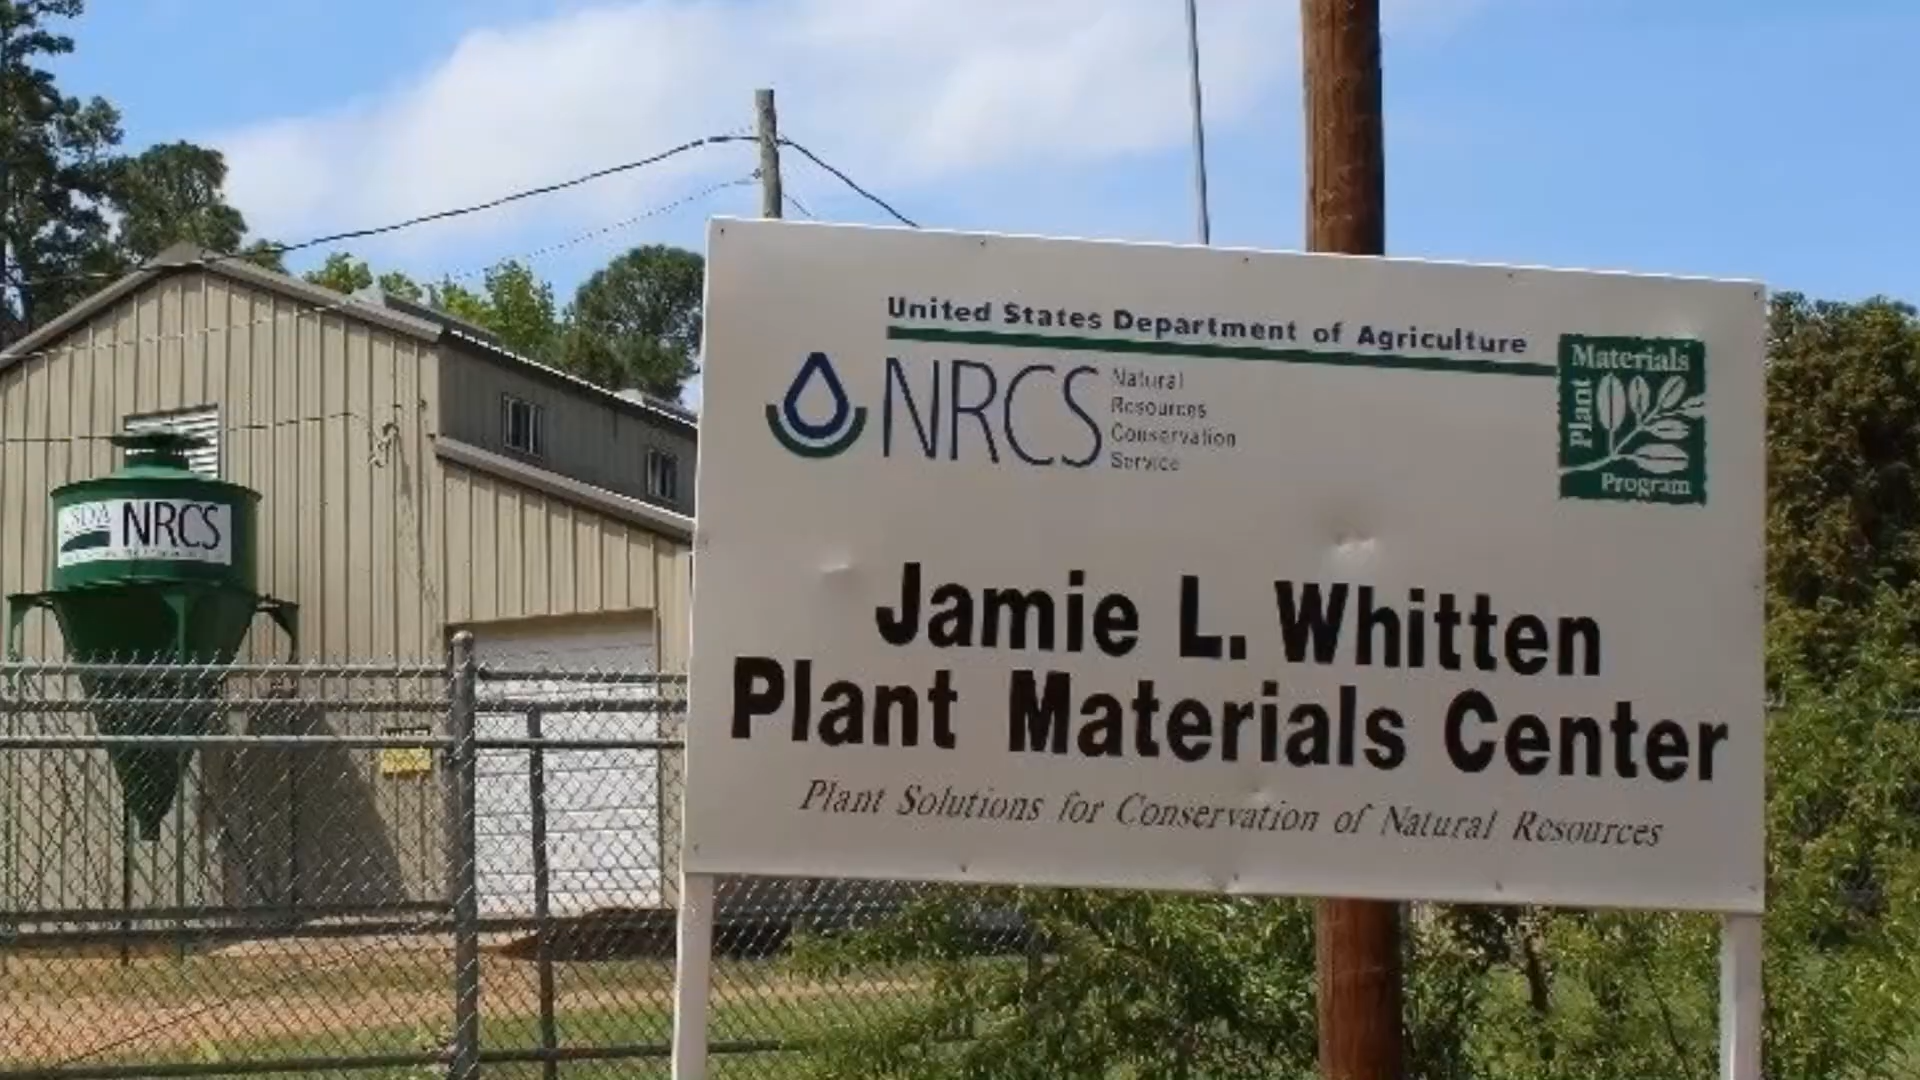 United States Department of Agriculture
NRCS
Natural
Resources
Conservation
Service
Materials
Plant
Program
Jamie L. Whitten
Plant Materials Center
Plant Solutions for Conservation of Natural Resources
USDA NRCS